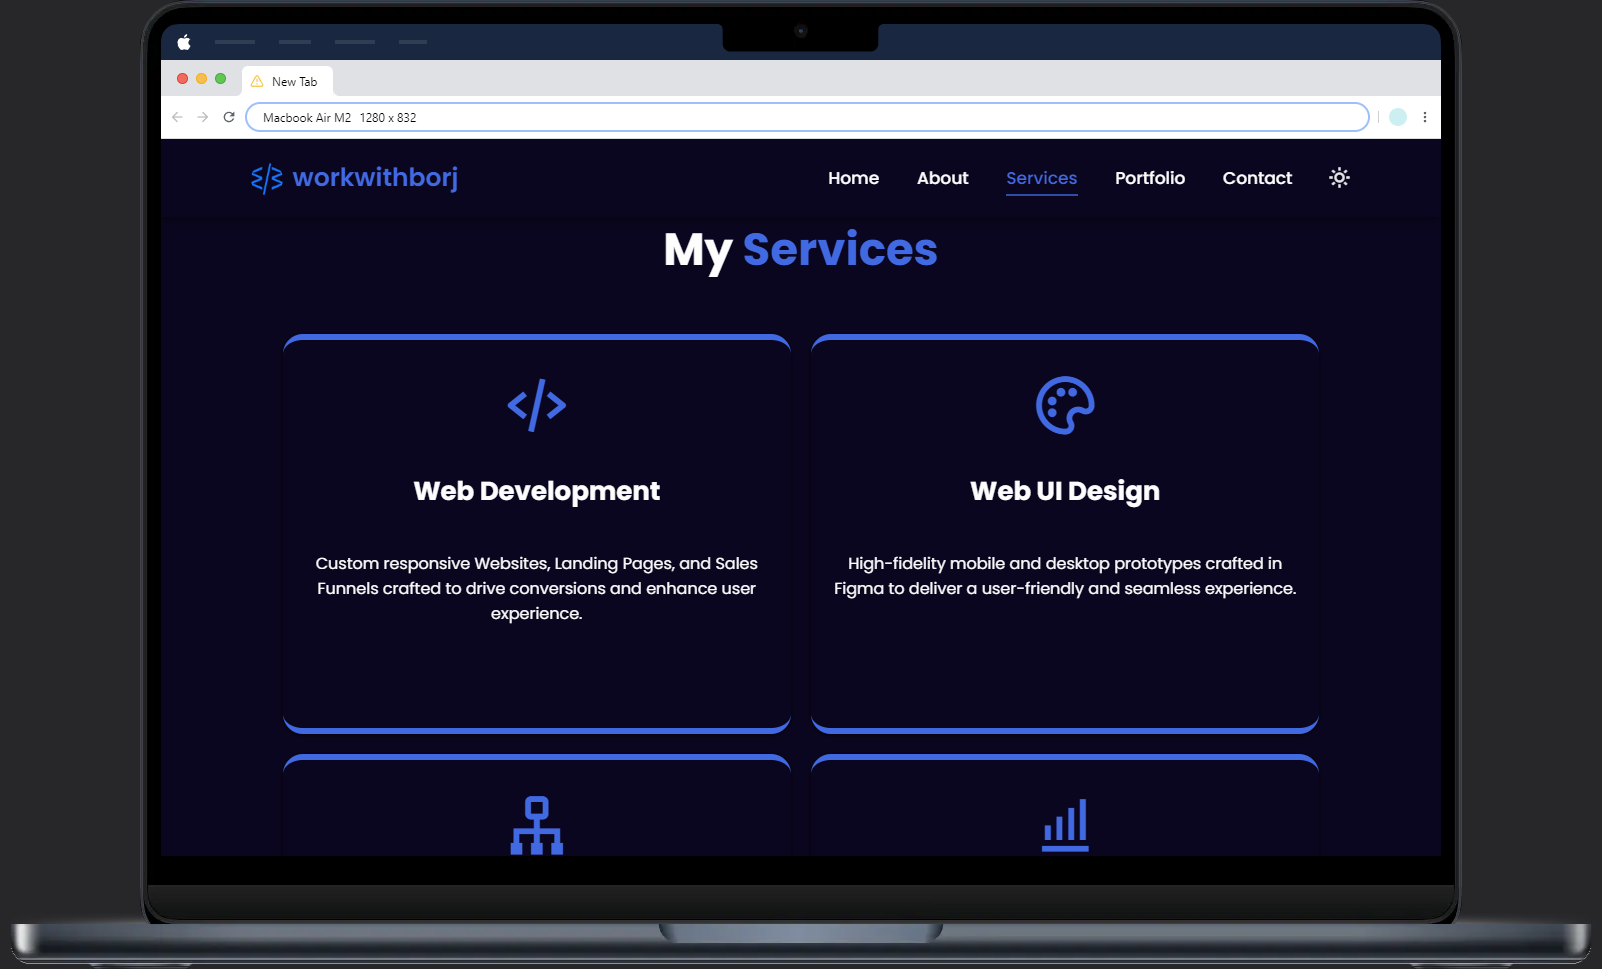 New Tab
Macbook Air M2 1280 x 832
workwithborj
Home About Services Portfolio Contact
My Services
Web Development
Custom responsive Websites, Landing Pages, and Sales
Funnels crafted to drive conversions and enhance user
experience.
Web UI Design
High-fidelity mobile and desktop prototypes crafted in
Figma to deliver a user-friendly and seamless experience.